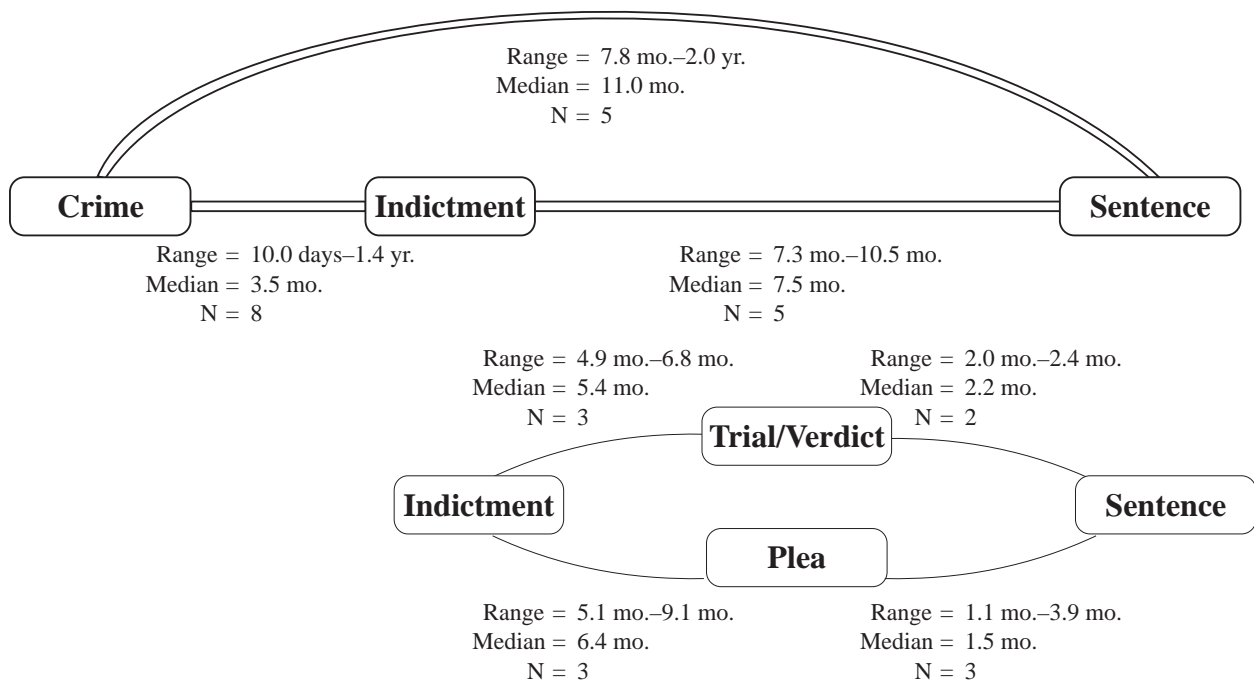 Range = 7.8 mo.–2.0 yr.
Median = 11.0 mo.
N = 5
Crime
Indictment
Sentence
Range = 10.0 days–1.4 yr.
Median = 3.5 mo.
N = 8
Range = 7.3 mo.–10.5 mo.
Median = 7.5 mo.
N = 5
Range = 4.9 mo.–6.8 mo.
Median = 5.4 mo.
N = 3
Range = 2.0 mo.–2.4 mo.
Median = 2.2 mo.
N = 2
Trial/Verdict
Indictment
Sentence
Plea
Range = 5.1 mo.–9.1 mo.
Median = 6.4 mo.
N = 3
Range = 1.1 mo.–3.9 mo.
Median = 1.5 mo.
N = 3